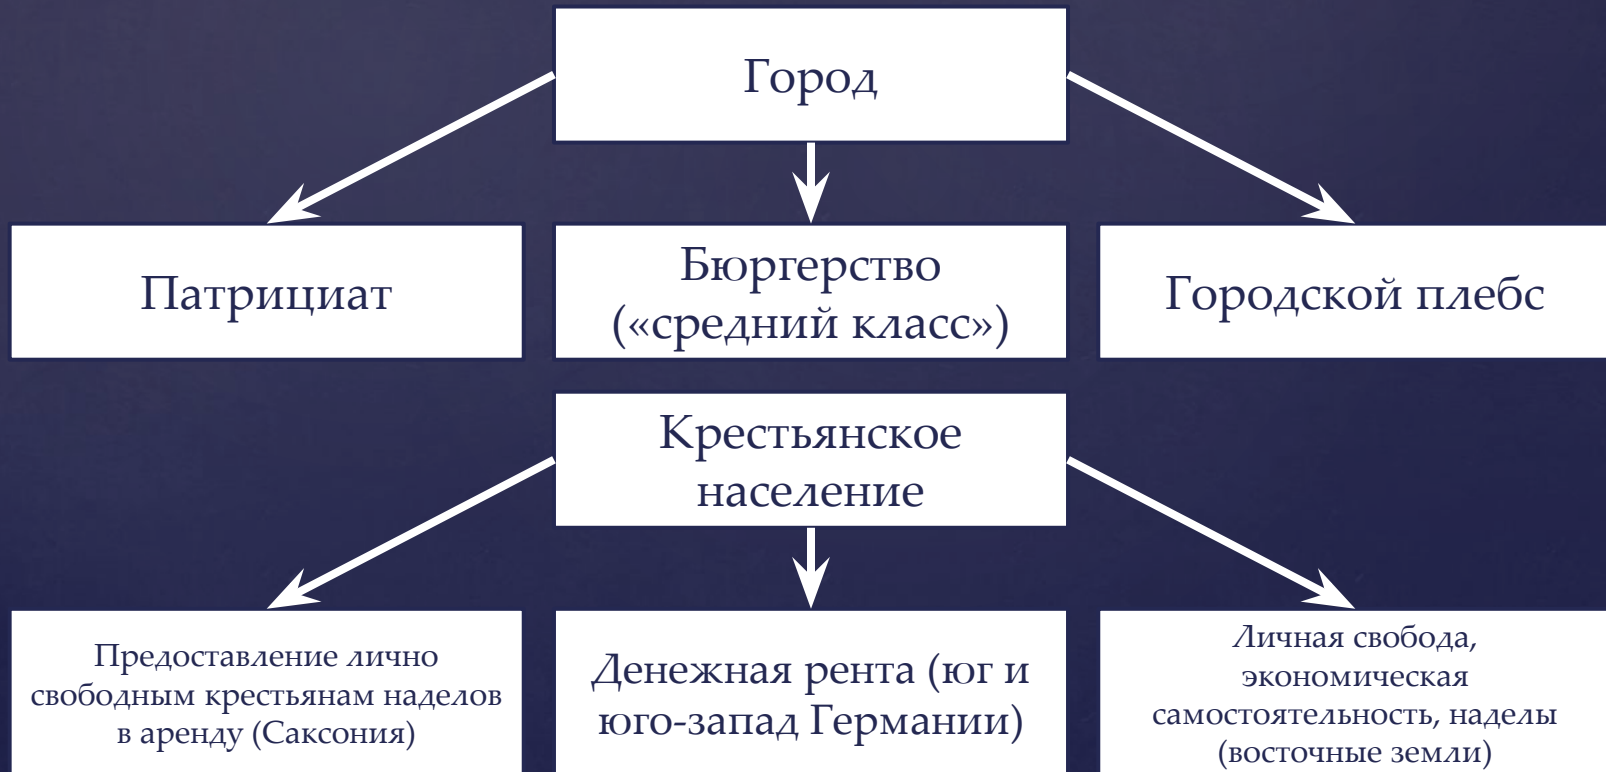 Город
Патрициат
Бюргерство
(«средний класс»)
Городской плебс
Крестьянское
население
Предоставление лично
свободным крестьянам наделов
в аренду (Саксония)
Денежная рента (юг и
юго-запад Германии)
Личная свобода,
экономическая
самостоятельность, наделы
(восточные земли)